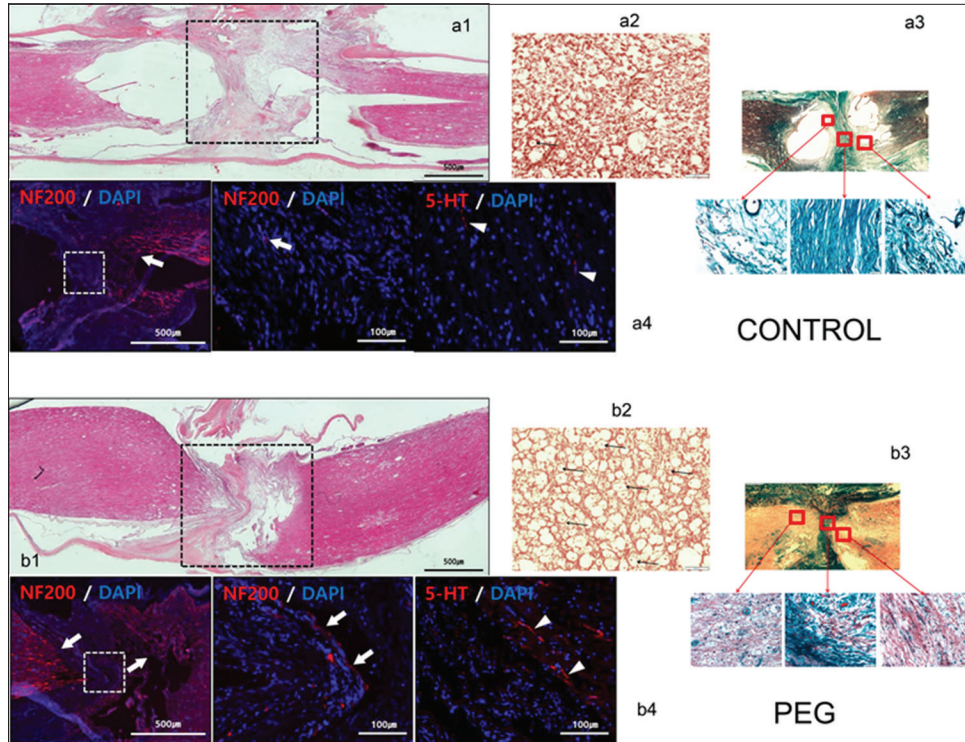 a1
500μm
a2
a3
NF200 / DAPI
500μm
NF200 / DAPI
100μm
5-HT / DAPI
100μm
a4
CONTROL
b1
500μm
b2
b3
NF200 / DAPI
500μm
NF200 / DAPI
100μm
5-HT / DAPI
100μm
b4
PEG